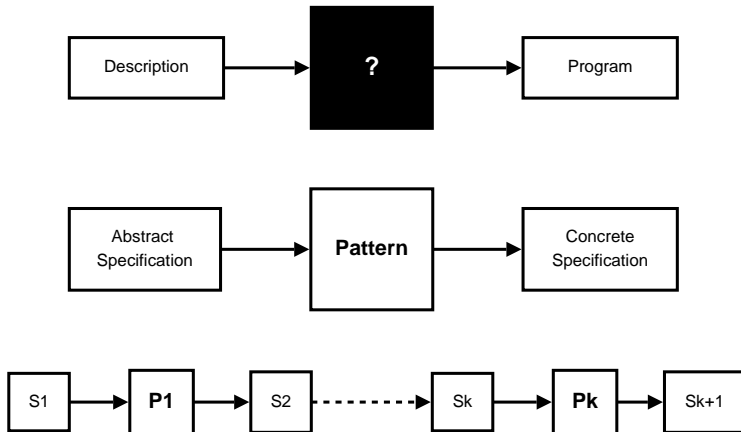 Description
?
Program
Abstract
Specification
Pattern
Concrete
Specification
S1
P1
S2
Sk
Pk
Sk+1